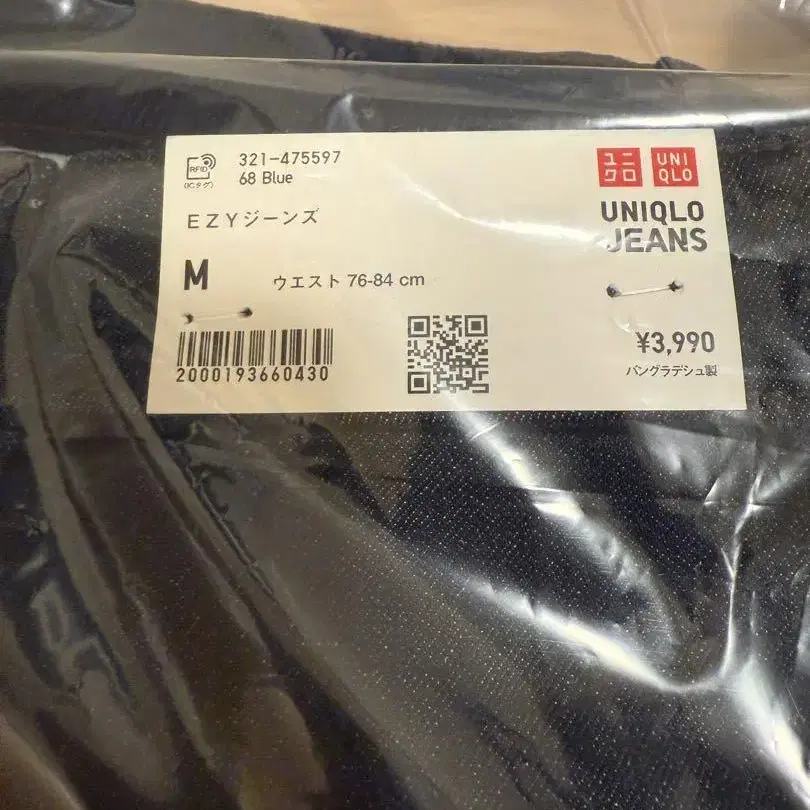 RFID
(ICタグ)
321-475597
68 Blue
ユニ
クロ
UNI
QLO
EZYジーンズ
UNIQLO
JEANS
M
ウエスト 76-84 cm
2000193660430
¥3,990
バングラデシュ製